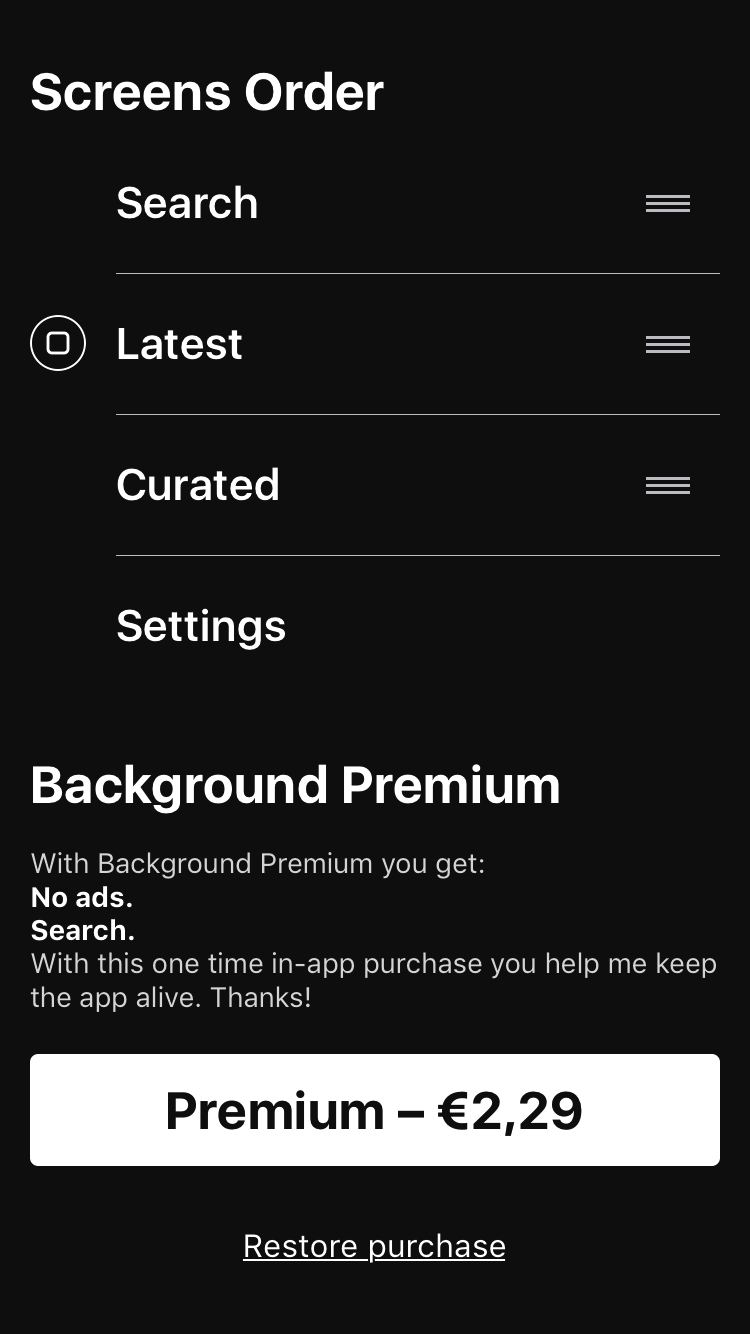 Screens Order
Search
Latest
Curated
Settings
Background Premium
With Background Premium you get:
No ads.
Search.
With this one time in-app purchase you help me keep
the app alive. Thanks!
Premium – €2,29
Restore purchase